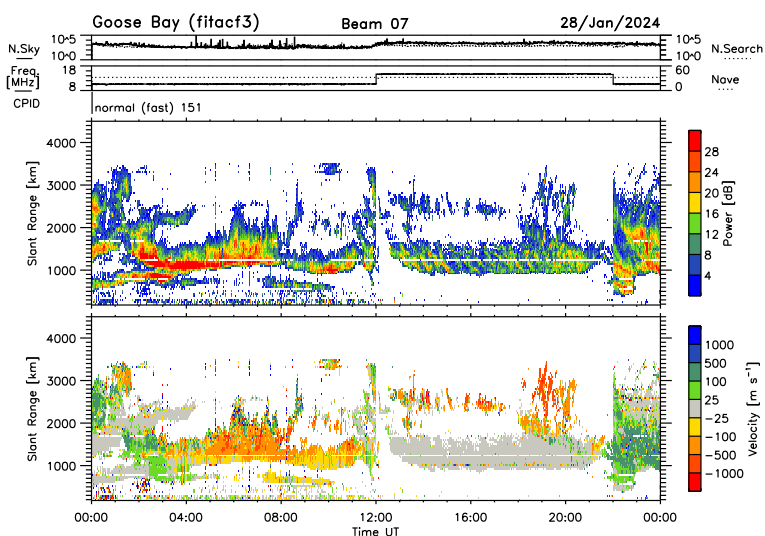 Goose Bay (fitacf3) Beam 07 28/Jan/2024
N.Sky 10^5 10^0 10^5 10^0 N.Search
Freq. [MHz] 18 8 60 0 Nave
CPID normal (fast) 151
Slant Range [km] 4000 3000 2000 1000
Power [dB] 28 24 20 16 12 8 4
Slant Range [km] 4000 3000 2000 1000
Velocity [m s⁻¹] 1000 500 100 25 −25 −100 −500 −1000
00:00 04:00 08:00 12:00 16:00 20:00 00:00
Time UT